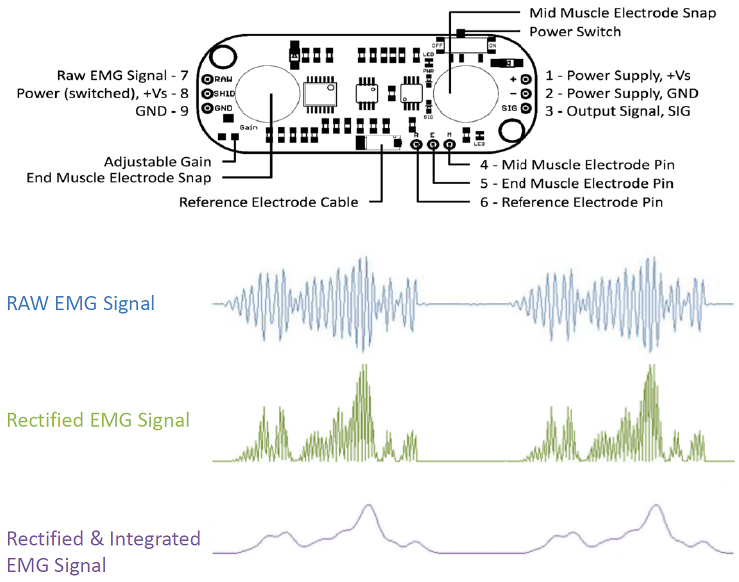 Mid Muscle Electrode Snap
Power Switch
LED
OFF
ON
PWR
Raw EMG Signal - 7
RAW
+
1 - Power Supply, +Vs
Power (switched), +Vs - 8
SHID
-
2 - Power Supply, GND
GND - 9
GND
SIG
SIG
3 - Output Signal, SIG
Gain
R
E
M
LED
Adjustable Gain
4 - Mid Muscle Electrode Pin
End Muscle Electrode Snap
5 - End Muscle Electrode Pin
Reference Electrode Cable
6 - Reference Electrode Pin
RAW EMG Signal
Rectified EMG Signal
Rectified & Integrated
EMG Signal